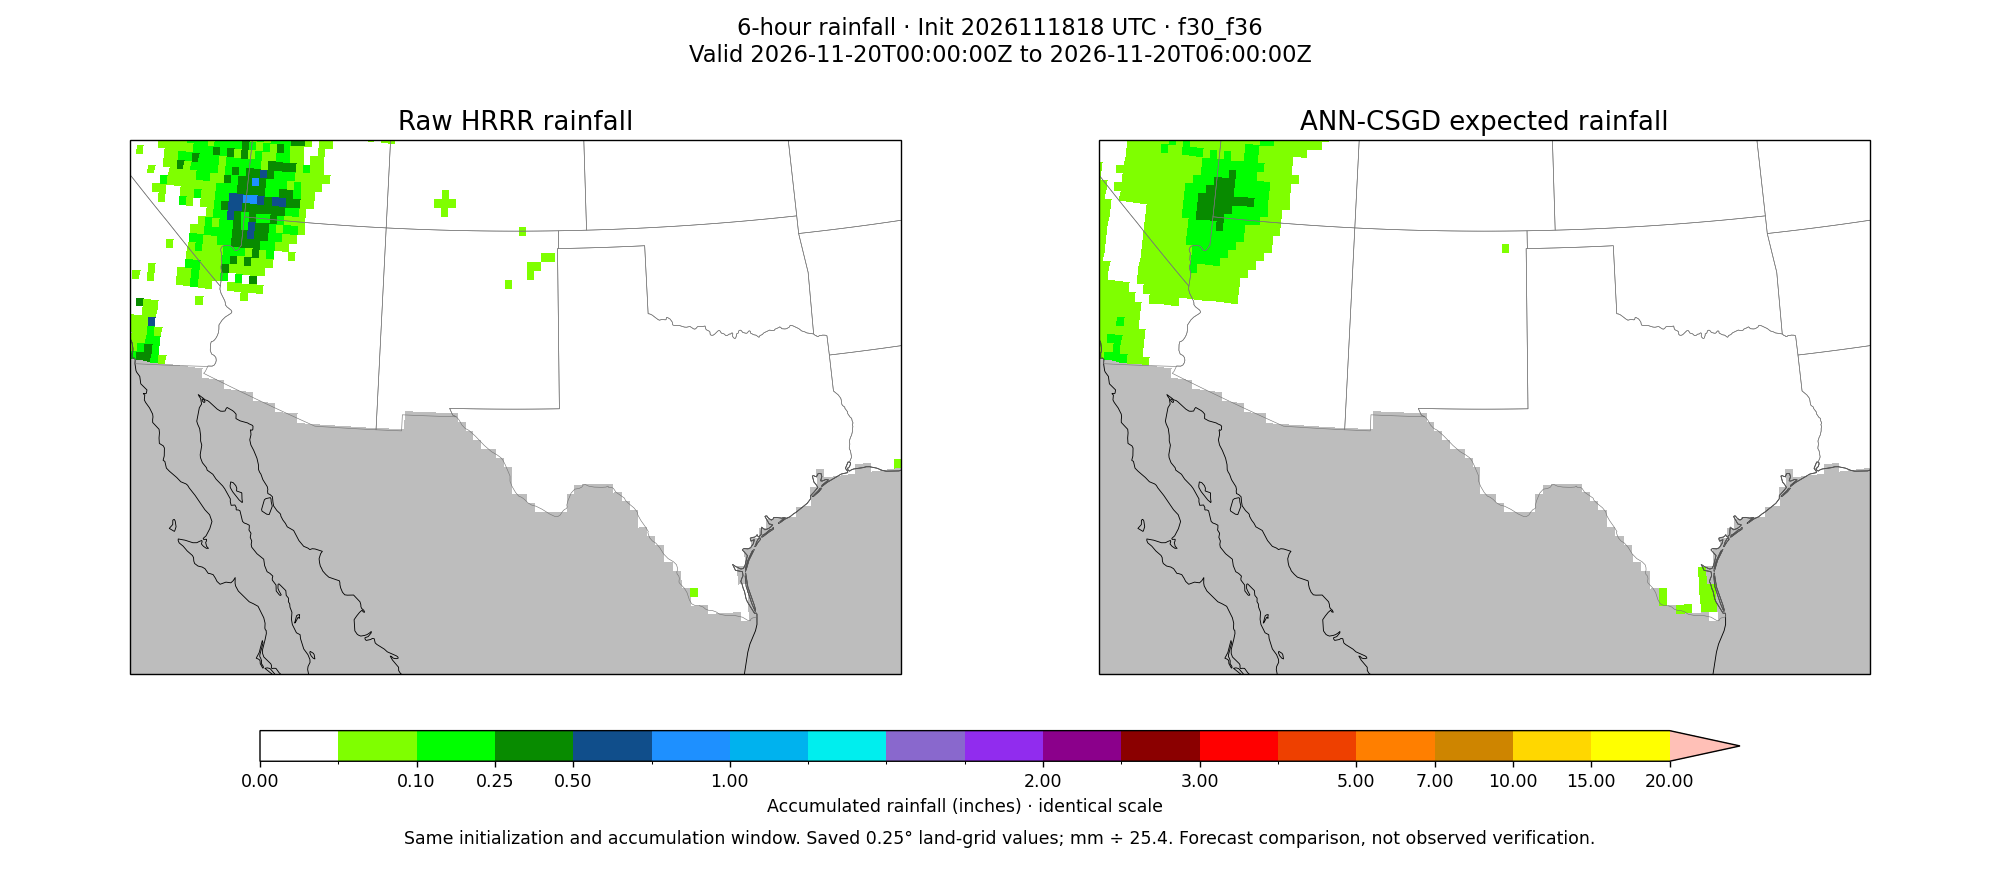 6-hour rainfall · Init 2026111818 UTC · f30_f36
Valid 2026-11-20T00:00:00Z to 2026-11-20T06:00:00Z
Raw HRRR rainfall
ANN-CSGD expected rainfall
0.00 0.10 0.25 0.50 1.00 2.00 3.00 5.00 7.00 10.00 15.00 20.00
Accumulated rainfall (inches) · identical scale
Same initialization and accumulation window. Saved 0.25° land-grid values; mm ÷ 25.4. Forecast comparison, not observed verification.